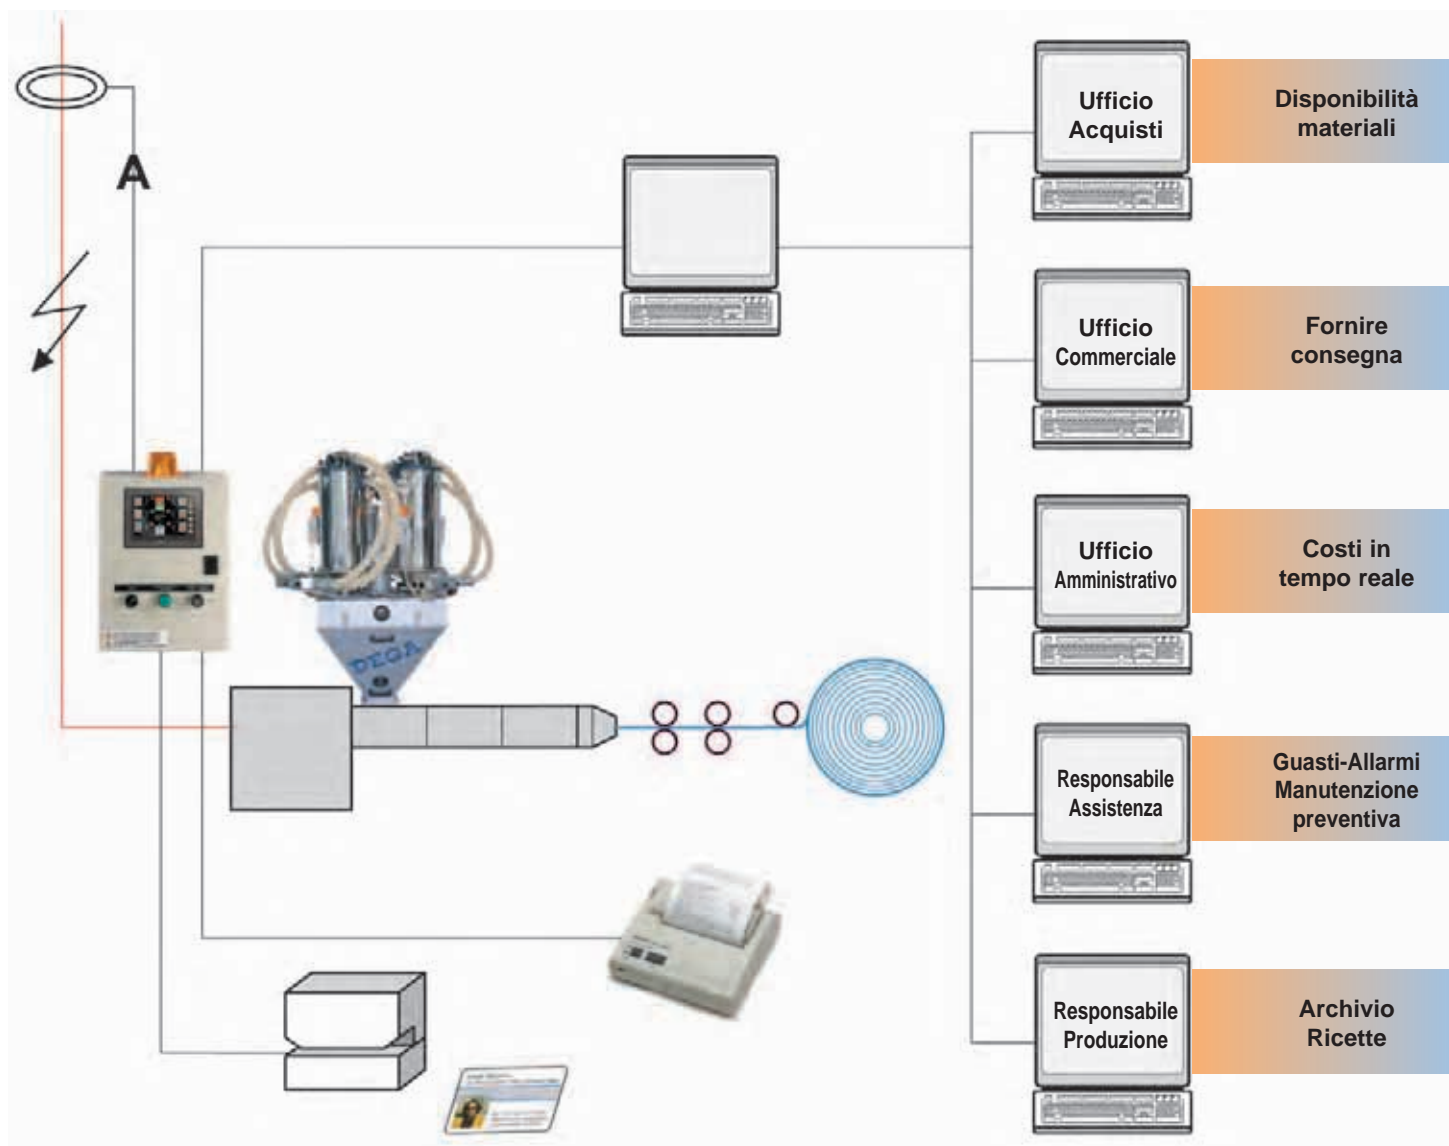 Ufficio
Acquisti
Disponibilità
materiali
A
Ufficio
Commerciale
Fornire
consegna
Ufficio
Amministrativo
Costi in
tempo reale
DEGA
Responsabile
Assistenza
Guasti-Allarmi
Manutenzione
preventiva
Responsabile
Produzione
Archivio
Ricette